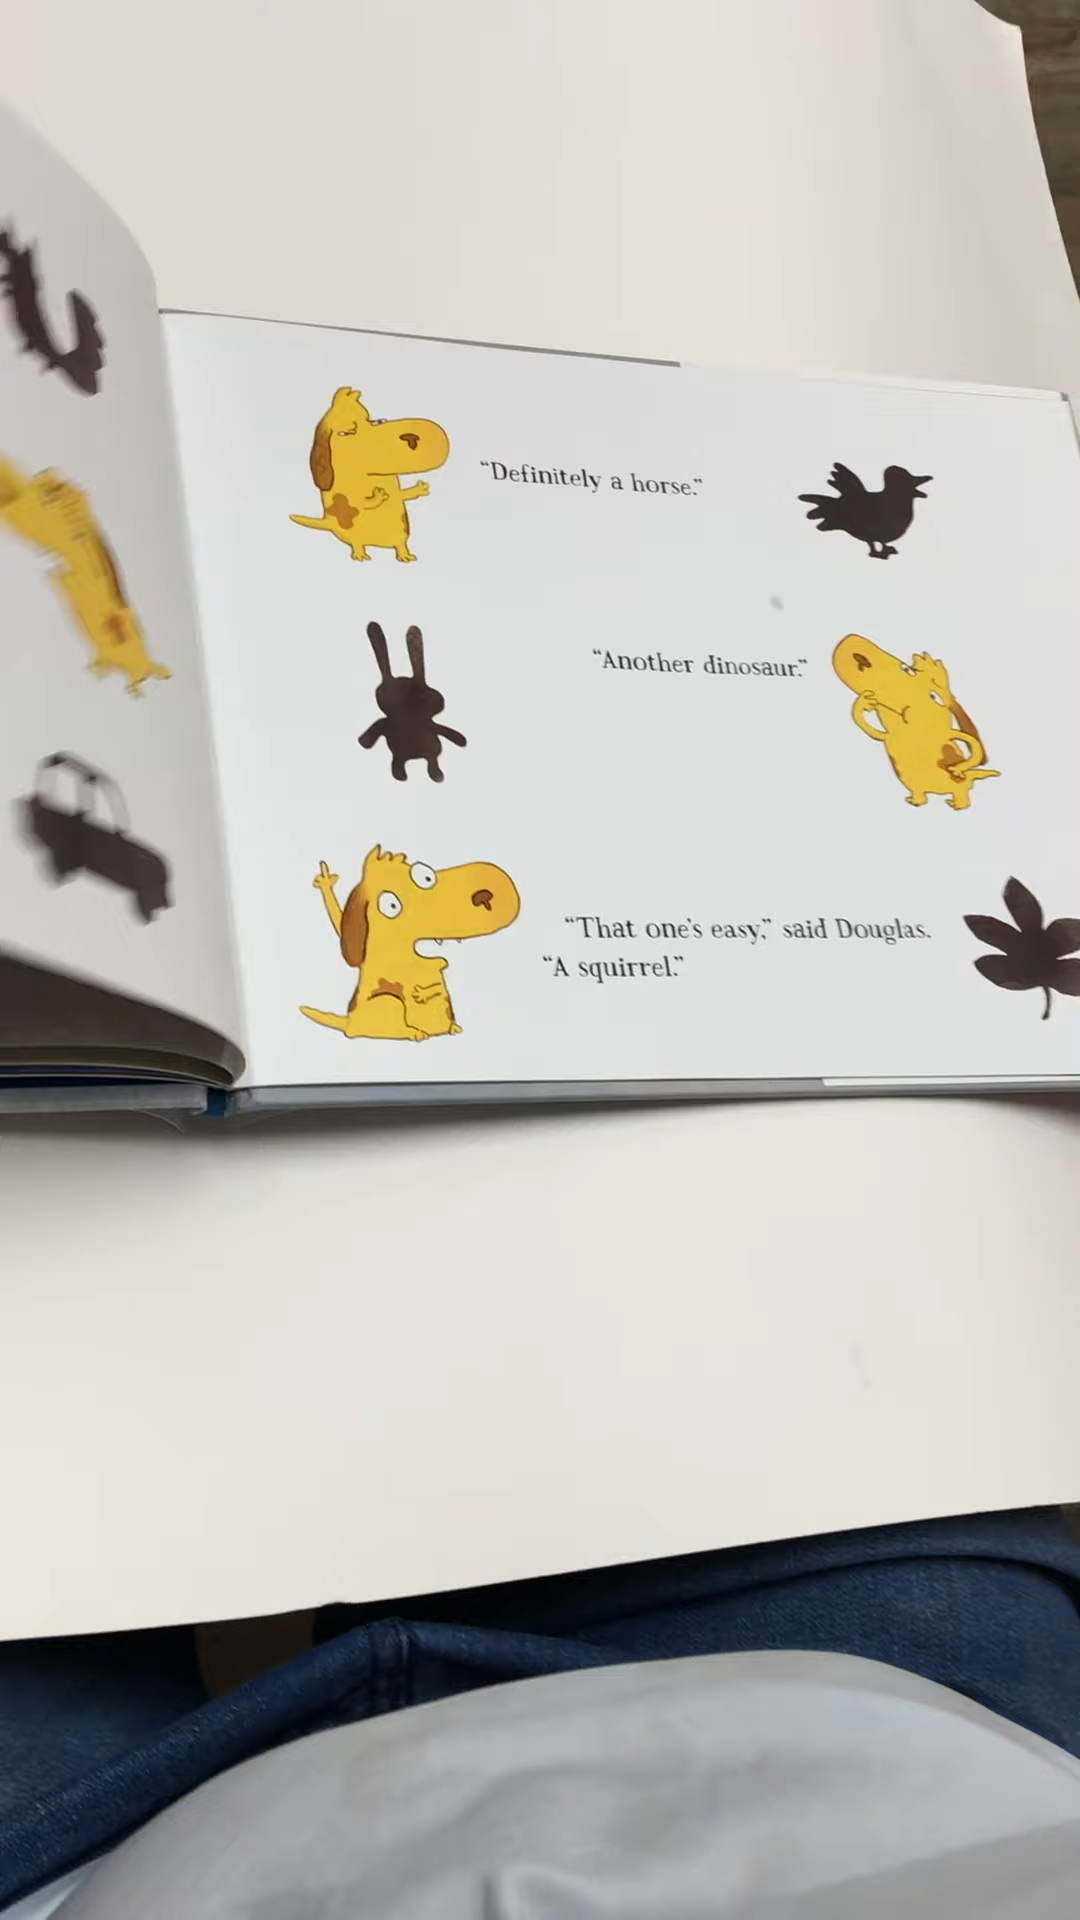 “Definitely a horse.”
“Another dinosaur.”
“That one’s easy,” said Douglas.
“A squirrel.”